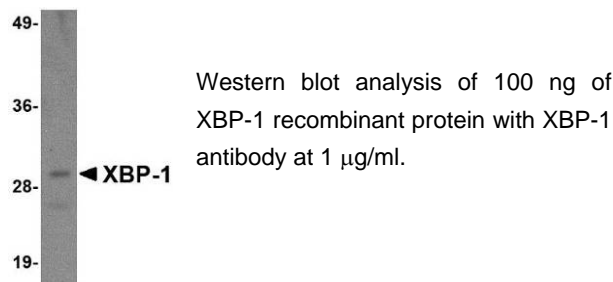 49-
36-
28-
19-
XBP-1
Western blot analysis of 100 ng of
XBP-1 recombinant protein with XBP-1
antibody at 1 μg/ml.